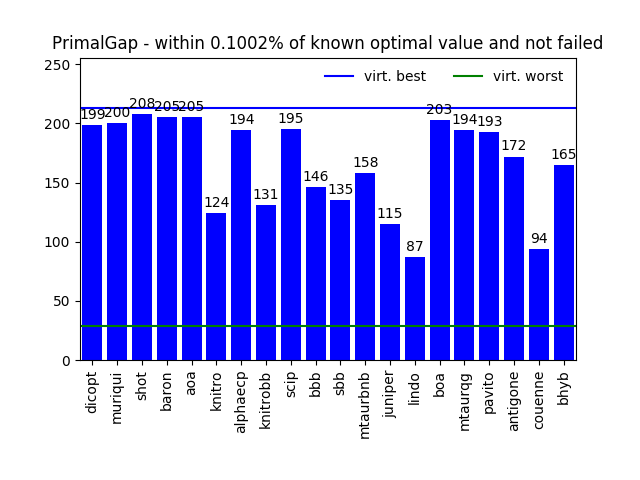 PrimalGap - within 0.1002% of known optimal value and not failed
virt. best virt. worst
250
200
150
100
50
0
199 200 208 205 205 124 194 131 195 146 135 158 115 87 203 194 193 172 94 165
dicopt
muriqui
shot
baron
aoa
knitro
alphaecp
knitrobb
scip
bbb
sbb
mtaurbnb
juniper
lindo
boa
mtaurqg
pavito
antigone
couenne
bhyb